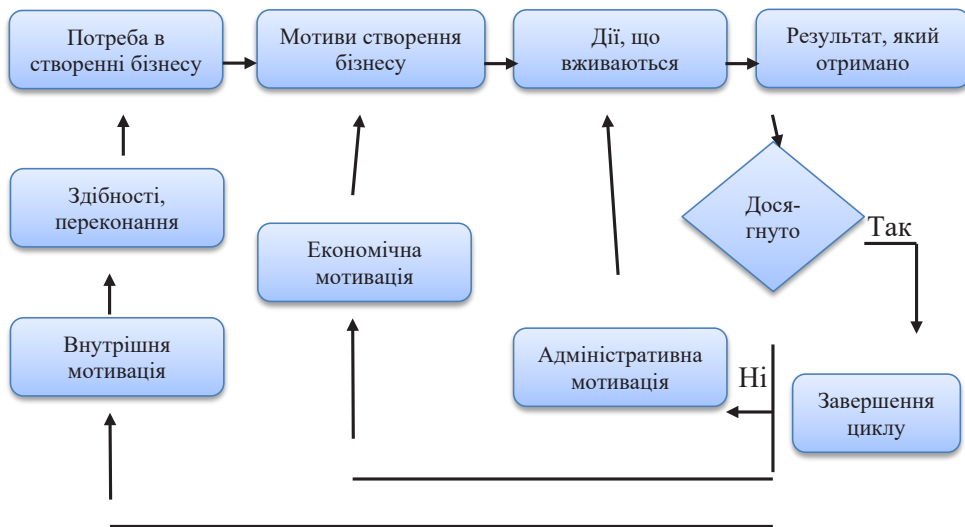 Потреба в
створенні бізнесу
Мотиви створення
бізнесу
Дії, що
вживаються
Результат, який
отримано
Здібності,
переконання
Економічна
мотивація
Дося-
гнуто
Так
Внутрішня
мотивація
Адміністративна
мотивація
Ні
Завершення
циклу